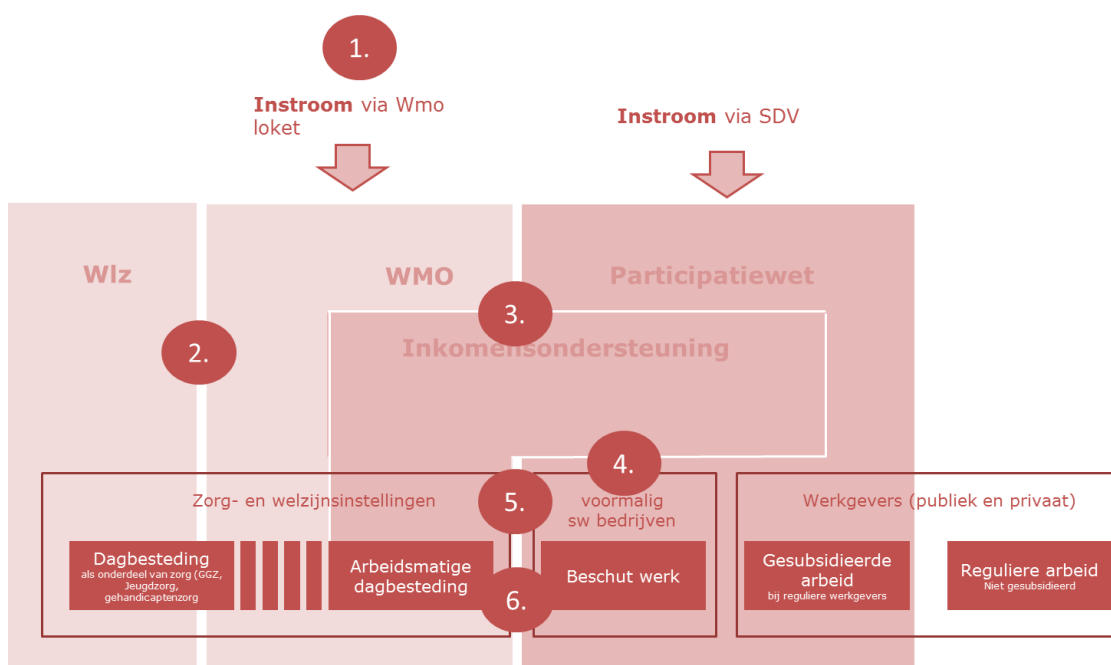 1.
Instroom via Wmo
loket
Instroom via SDV
Wlz
WMO
Participatiewet
3.
2.
Inkomensondersteuning
4.
Zorg- en welzijnsinstellingen
5.
voormalig
sw bedrijven
Werkgevers (publiek en privaat)
Dagbesteding
als onderdeel van zorg (GGZ,
Jeugdzorg,
gehandicaptenzorg
Arbeidsmatige
dagbesteding
6.
Beschut werk
Gesubsidieerde
arbeid
bij reguliere werkgevers
Reguliere arbeid
Niet gesubsidieerd